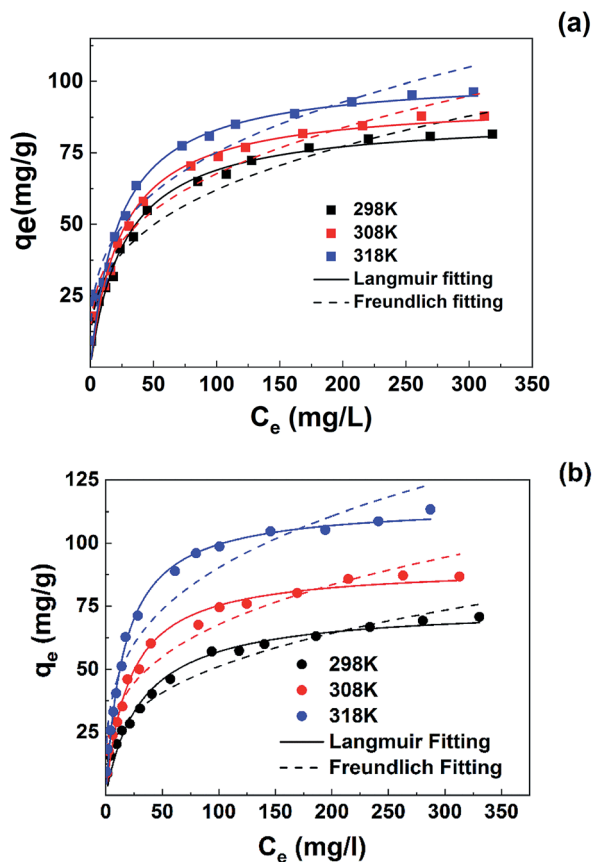 (a)
qe(mg/g)
100
75
50
25
298K
308K
318K
Langmuir fitting
Freundlich fitting
0 50 100 150 200 250 300 350
Ce (mg/L)
(b)
qe (mg/g)
125
100
75
50
25
298K
308K
318K
Langmuir Fitting
Freundlich Fitting
0 50 100 150 200 250 300 350
Ce (mg/l)